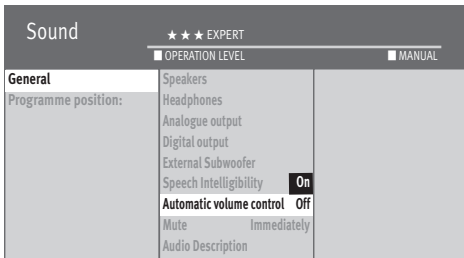 Sound
★ ★ ★ EXPERT
OPERATION LEVEL
MANUAL
General
Programme position:
Speakers
Headphones
Analogue output
Digital output
External Subwoofer
Speech Intelligibility On
Automatic volume control Off
Mute Immediately
Audio Description